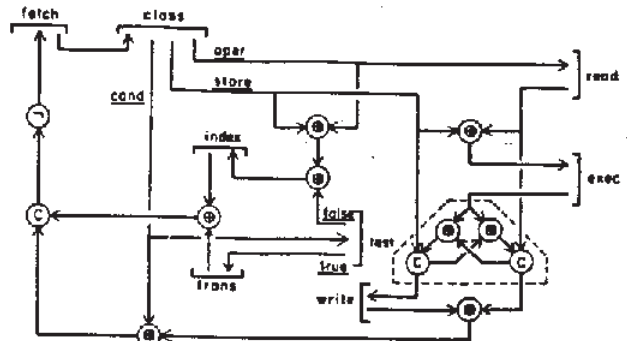 fetch
class
oper
read
store
cond
index
exec
false
test
C
true
C
C
trans
write